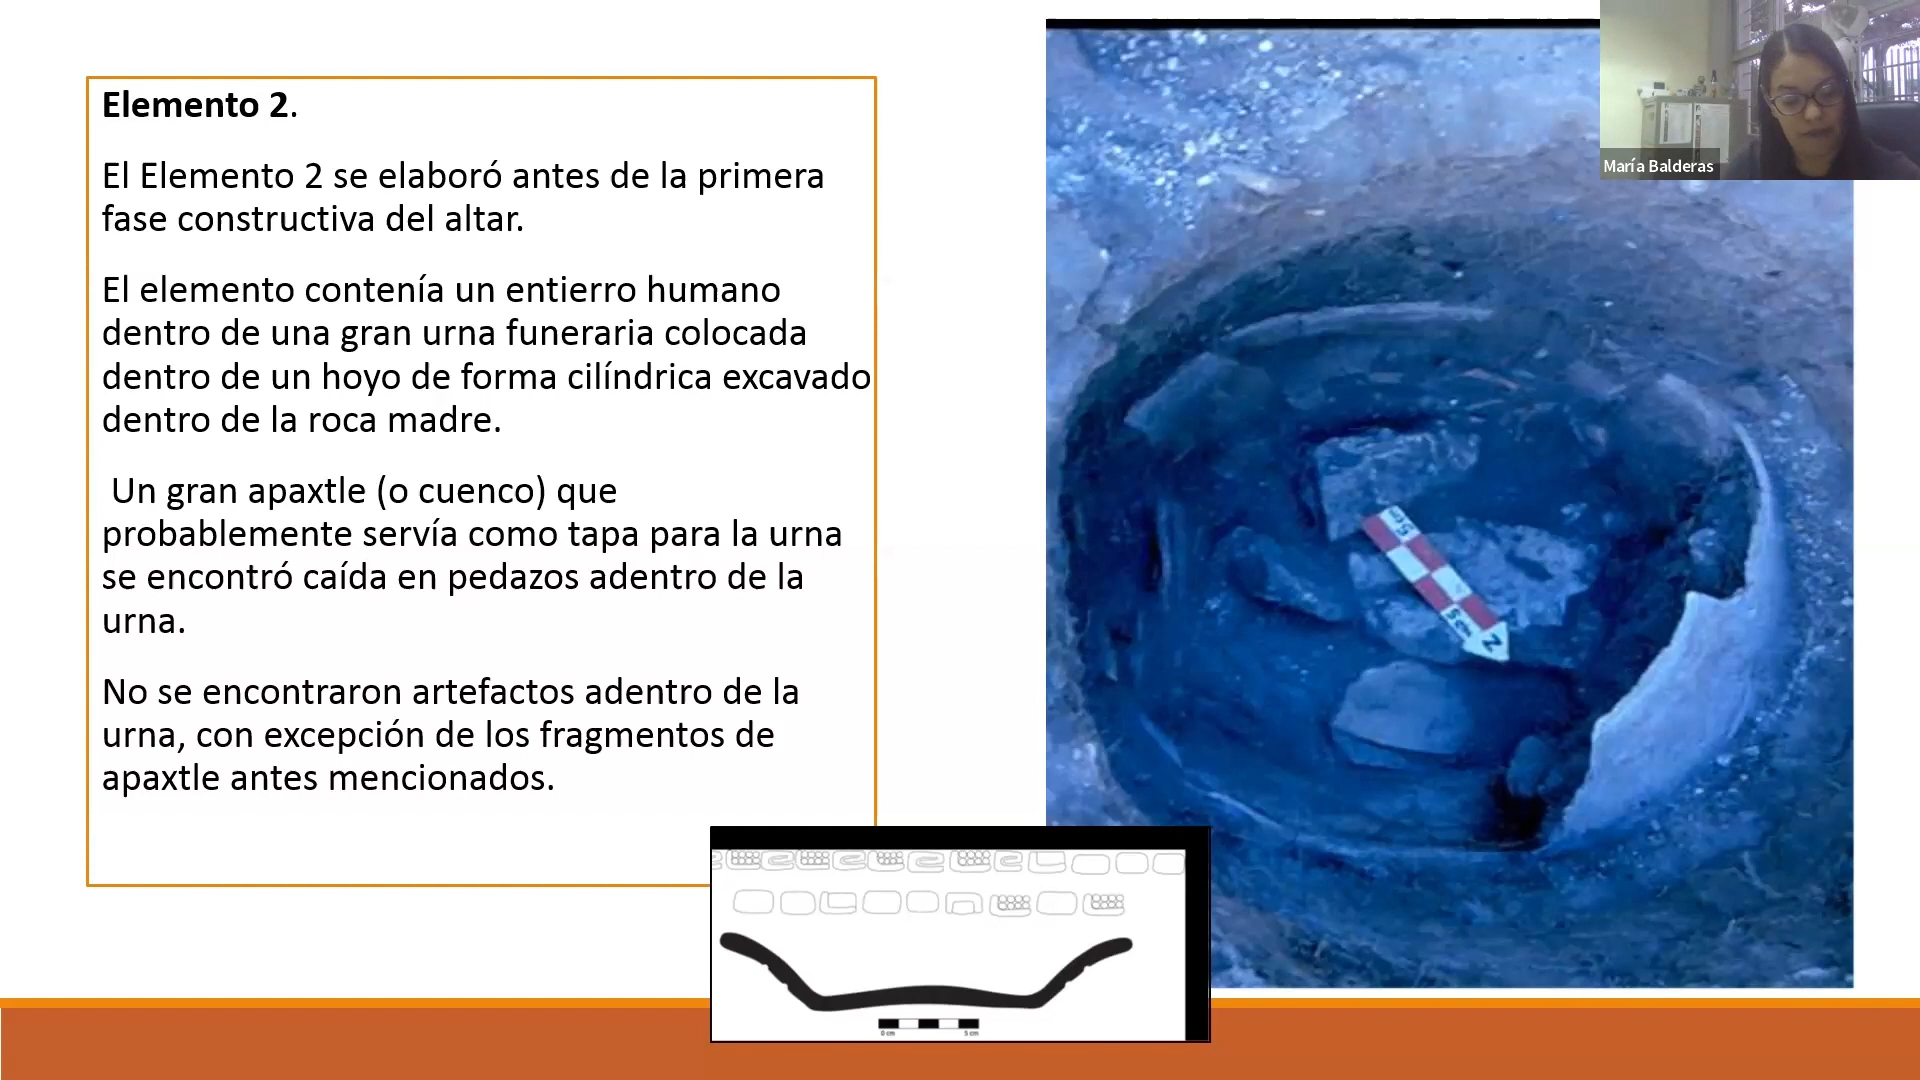 Elemento 2.
El Elemento 2 se elaboró antes de la primera
fase constructiva del altar.
El elemento contenía un entierro humano
dentro de una gran urna funeraria colocada
dentro de un hoyo de forma cilíndrica excavado
dentro de la roca madre.
Un gran apaxtle (o cuenco) que
probablemente servía como tapa para la urna
se encontró caída en pedazos adentro de la
urna.
No se encontraron artefactos adentro de la
urna, con excepción de los fragmentos de
apaxtle antes mencionados.
María Balderas
5cm
5cm
N
0 cm
5 cm